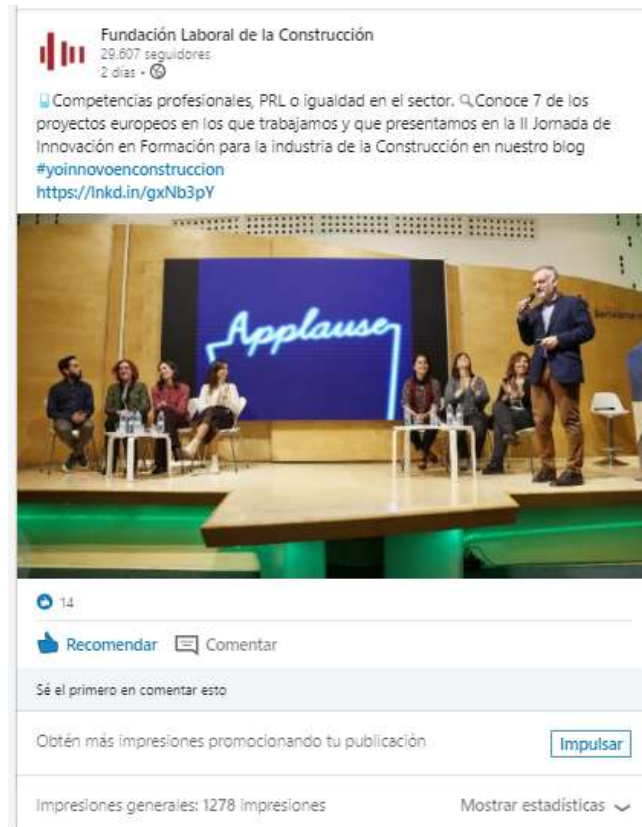 Fundación Laboral de la Construcción
29.607 seguidores
2 días •
Competencias profesionales, PRL o igualdad en el sector. Conoce 7 de los
proyectos europeos en los que trabajamos y que presentamos en la II Jornada de
Innovación en Formación para la industria de la Construcción en nuestro blog
#yoinnovoenconstruccion
https://lnkd.in/gxNb3pY
Applause
14
Recomendar Comentar
Sé el primero en comentar esto
Obtén más impresiones promocionando tu publicación Impulsar
Impresiones generales: 1278 impresiones Mostrar estadísticas